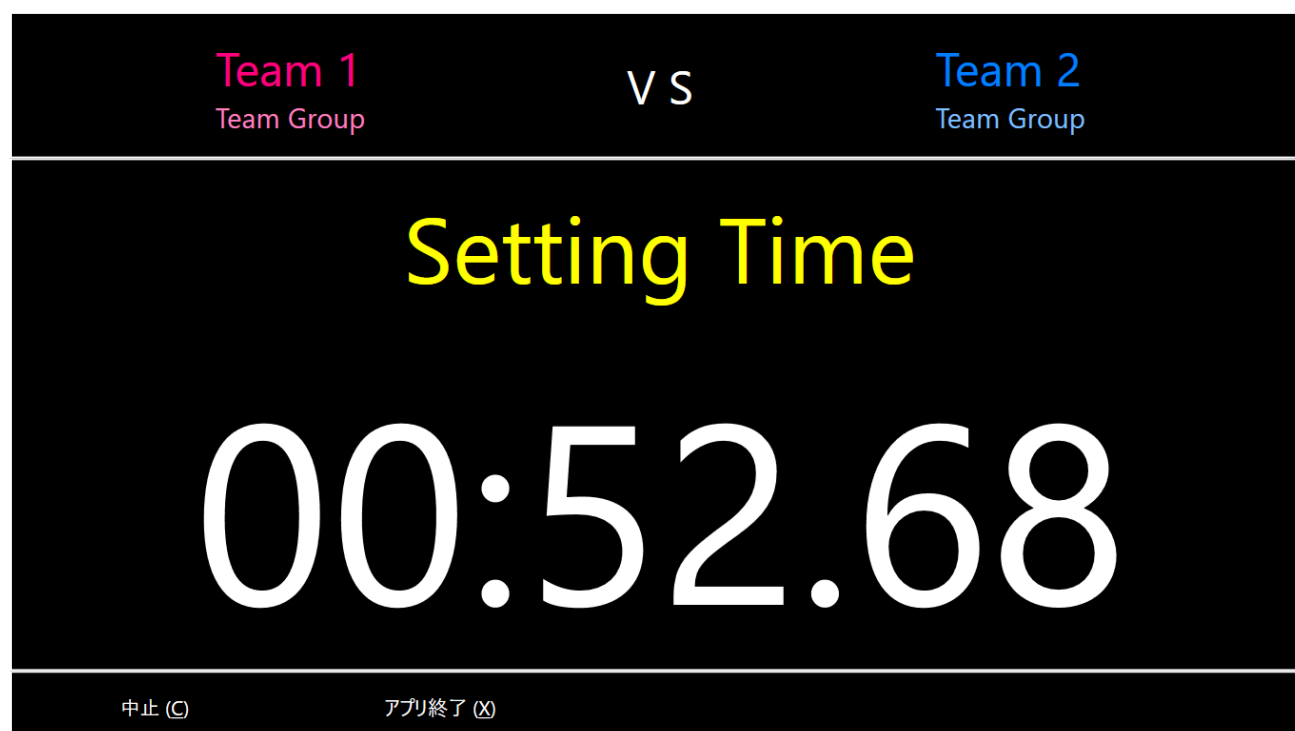 Team 1
Team Group
V S
Team 2
Team Group
Setting Time
00:52.68
中止 (C)
アプリ終了 (X)